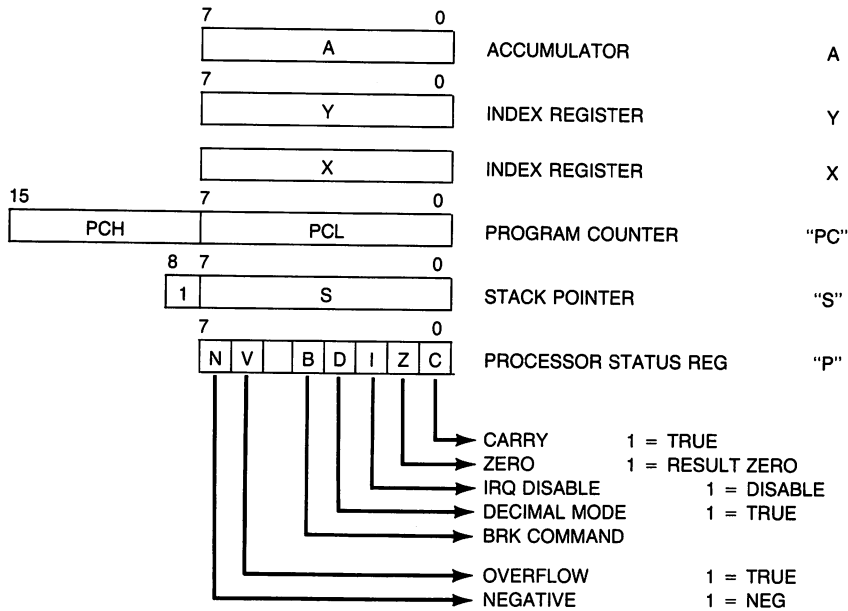 7 0
A ACCUMULATOR A
7 0
Y INDEX REGISTER Y
X INDEX REGISTER X
15 7 0
PCH PCL PROGRAM COUNTER "PC"
8 7 0
1 S STACK POINTER "S"
7 0
N V B D I Z C PROCESSOR STATUS REG "P"
CARRY 1 = TRUE
ZERO 1 = RESULT ZERO
IRQ DISABLE 1 = DISABLE
DECIMAL MODE 1 = TRUE
BRK COMMAND
OVERFLOW 1 = TRUE
NEGATIVE 1 = NEG